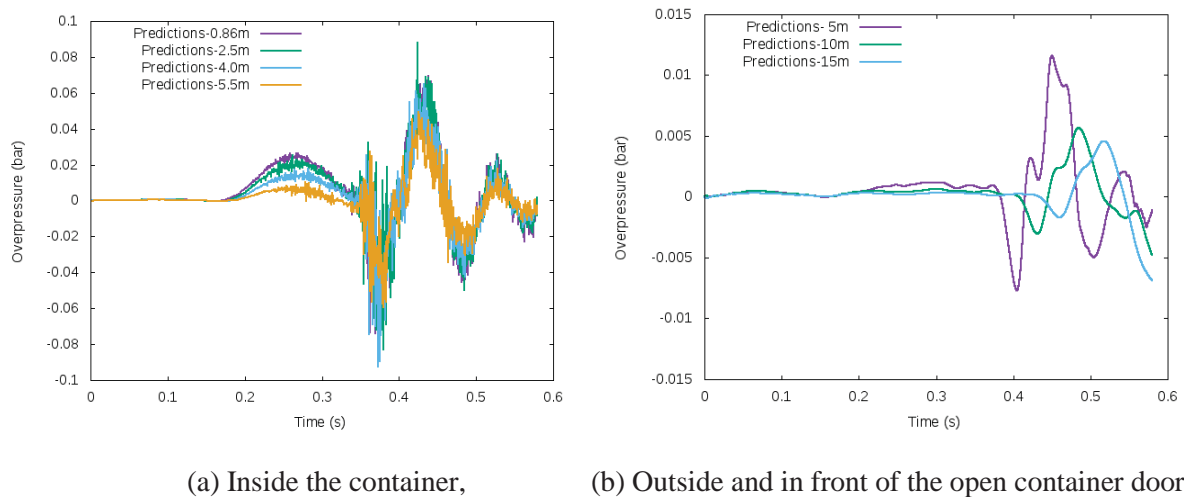 0.1
0.08
0.06
0.04
0.02
0
-0.02
-0.04
-0.06
-0.08
-0.1
Overpressure (bar)
Predictions-0.86m
Predictions-2.5m
Predictions-4.0m
Predictions-5.5m
0 0.1 0.2 0.3 0.4 0.5 0.6
Time (s)
(a) Inside the container,
0.015
0.01
0.005
0
-0.005
-0.01
-0.015
Overpressure (bar)
Predictions- 5m
Predictions-10m
Predictions-15m
0 0.1 0.2 0.3 0.4 0.5 0.6
Time (s)
(b) Outside and in front of the open container door